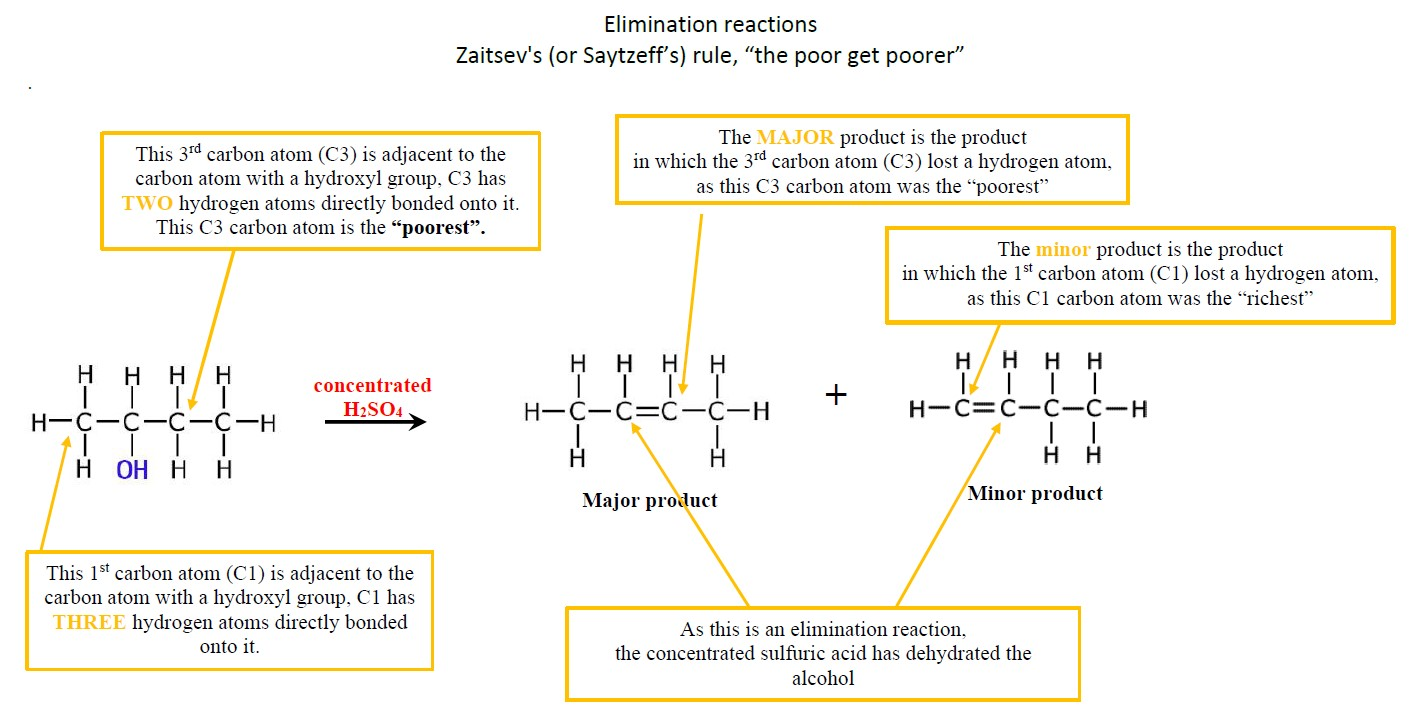 Elimination reactions
Zaitsev's (or Saytzeff’s) rule, “the poor get poorer”
.
This 3rd carbon atom (C3) is adjacent to the
carbon atom with a hydroxyl group, C3 has
TWO hydrogen atoms directly bonded onto it.
This C3 carbon atom is the “poorest”.
The MAJOR product is the product
in which the 3rd carbon atom (C3) lost a hydrogen atom,
as this C3 carbon atom was the “poorest”
The minor product is the product
in which the 1st carbon atom (C1) lost a hydrogen atom,
as this C1 carbon atom was the “richest”
H H H H
H-C-C-C-C-H
H OH H H
concentrated
H₂SO₄
H H H H
H-C-C=C-C-H
H H
Major product
+
H H H H
H-C=C-C-C-H
H H
Minor product
This 1st carbon atom (C1) is adjacent to the
carbon atom with a hydroxyl group, C1 has
THREE hydrogen atoms directly bonded
onto it.
As this is an elimination reaction,
the concentrated sulfuric acid has dehydrated the
alcohol